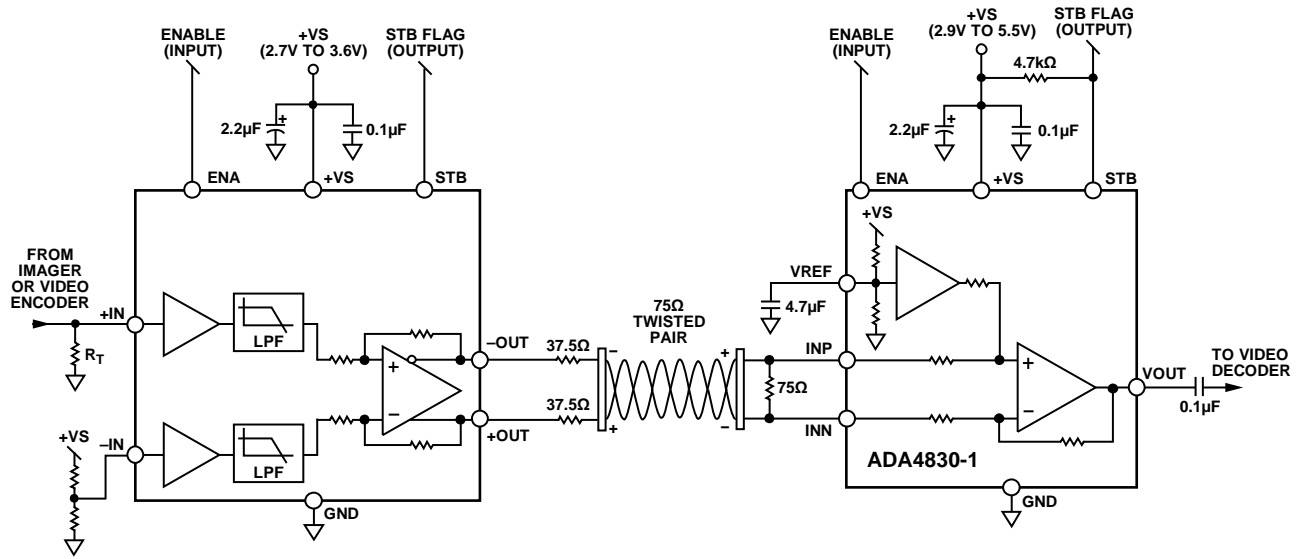 ENABLE
(INPUT)
+VS
(2.7V TO 3.6V)
STB FLAG
(OUTPUT)
2.2µF
+
0.1µF
ENA
+VS
STB
FROM
IMAGER
OR VIDEO
ENCODER
+IN
RT
LPF
+
−
–OUT
+OUT
+VS
–IN
LPF
GND
37.5Ω
37.5Ω
75Ω
TWISTED
PAIR
−
+
+
−
75Ω
ENABLE
(INPUT)
+VS
(2.9V TO 5.5V)
STB FLAG
(OUTPUT)
4.7kΩ
2.2µF
+
0.1µF
ENA
+VS
STB
+VS
VREF
4.7µF
INP
INN
+
−
VOUT
TO VIDEO
DECODER
0.1µF
ADA4830-1
GND